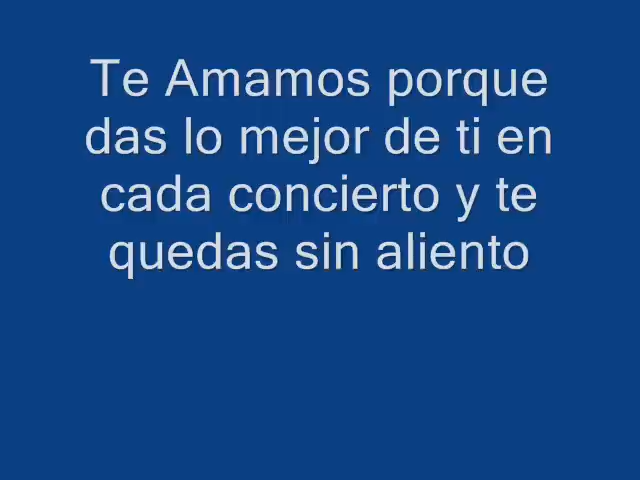 Te Amamos porque
das lo mejor de ti en
cada concierto y te
quedas sin aliento